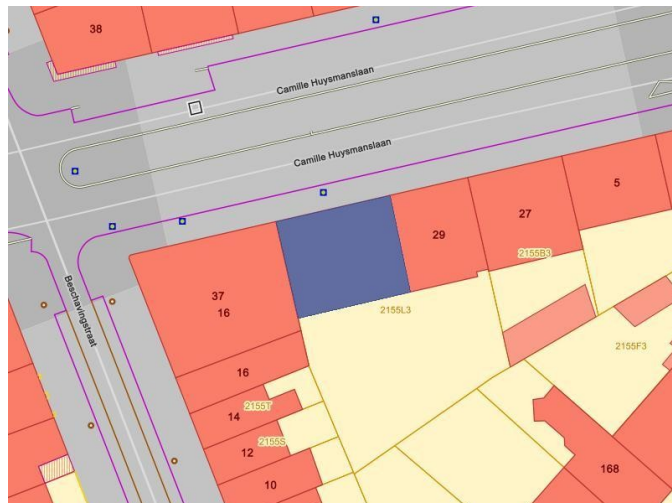 38
Camille Huysmanslaan
Camille Huysmanslaan
5
27
29
2155B3
Beschavingstraat
37
16
2155L3
2155F3
16
14
2155T
12
2155S
10
168